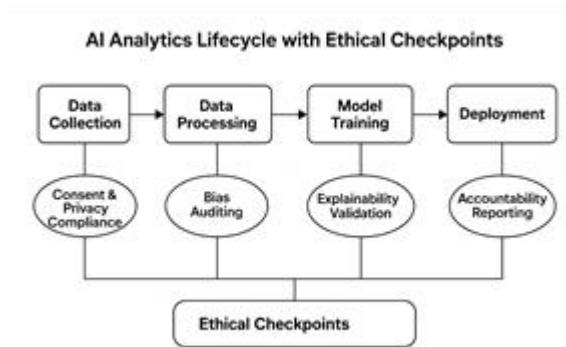 AI Analytics Lifecycle with Ethical Checkpoints
Data
Collection
Data
Processing
Model
Training
Deployment
Consent &
Privacy
Compliance
Bias
Auditing
Explainability
Validation
Accountability
Reporting
Ethical Checkpoints